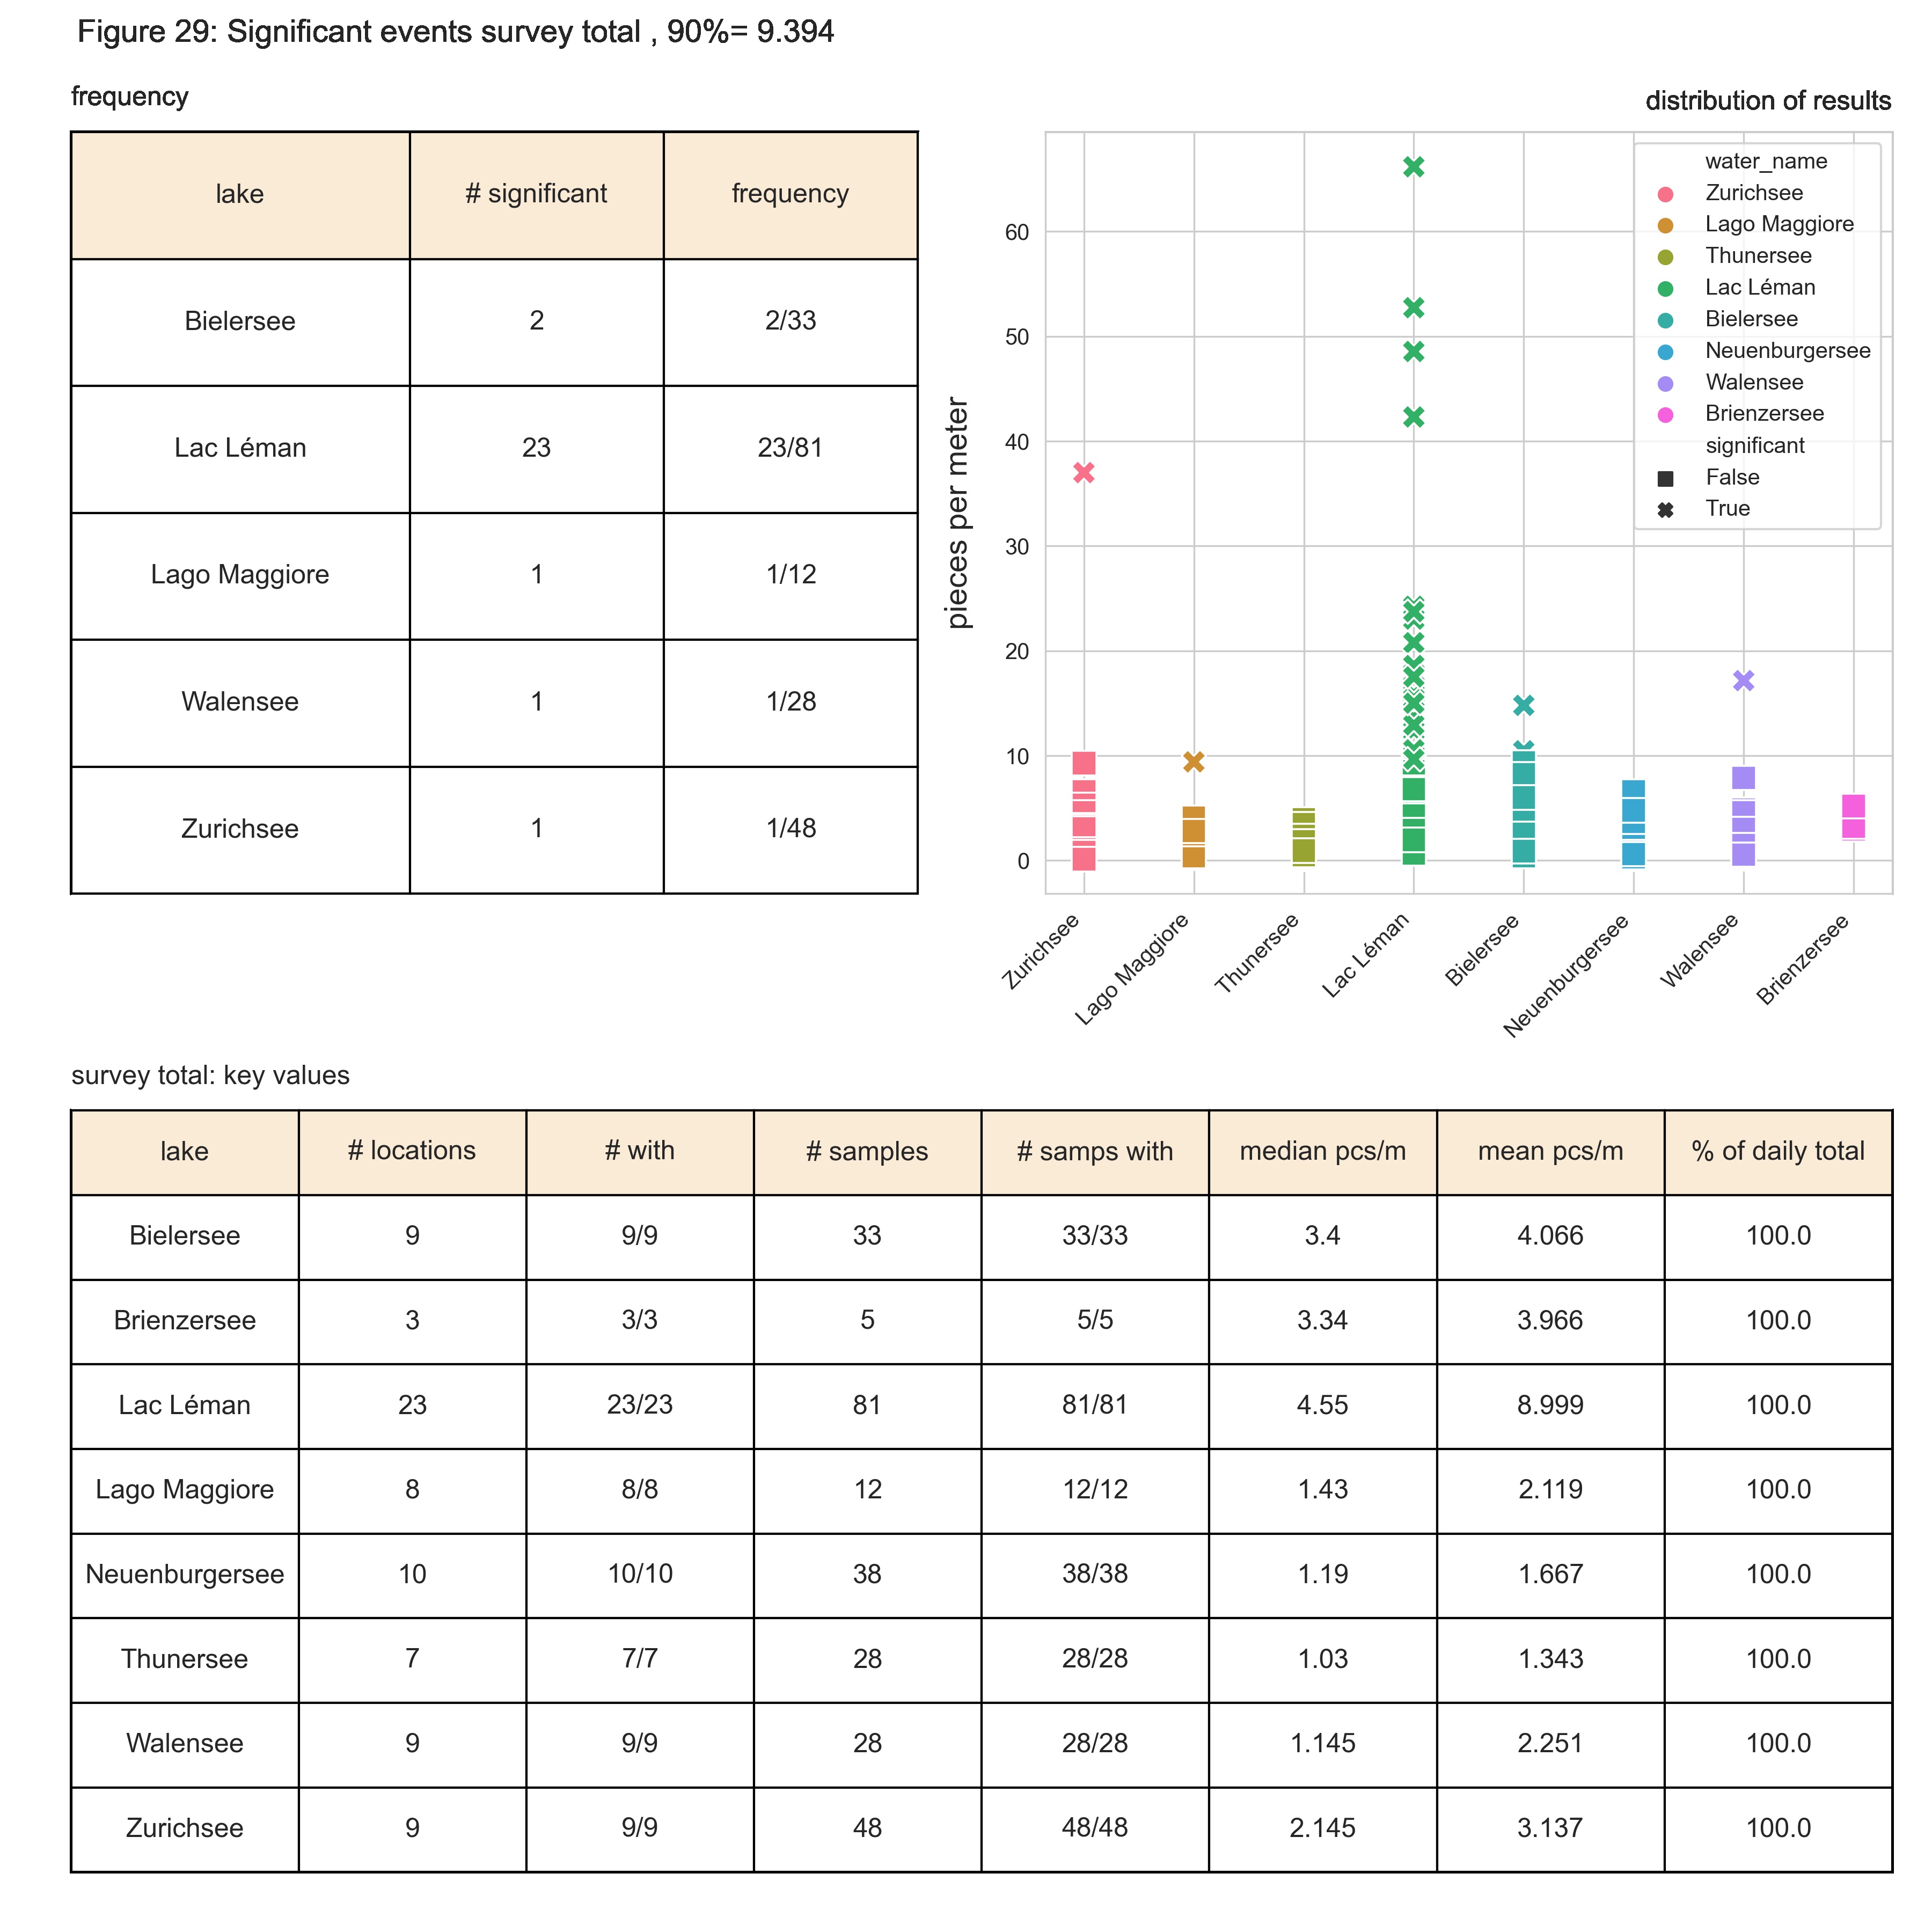 Figure 29: Significant events survey total , 90%= 9.394
frequency
lake # significant frequency
Bielersee 2 2/33
Lac Léman 23 23/81
Lago Maggiore 1 1/12
Walensee 1 1/28
Zurichsee 1 1/48
distribution of results
pieces per meter
60
50
40
30
20
10
0
water_name
Zurichsee
Lago Maggiore
Thunersee
Lac Léman
Bielersee
Neuenburgersee
Walensee
Brienzersee
significant
False
True
Zurichsee
Lago Maggiore
Thunersee
Lac Léman
Bielersee
Neuenburgersee
Walensee
Brienzersee
survey total: key values
lake # locations # with # samples # samps with median pcs/m mean pcs/m % of daily total
Bielersee 9 9/9 33 33/33 3.4 4.066 100.0
Brienzersee 3 3/3 5 5/5 3.34 3.966 100.0
Lac Léman 23 23/23 81 81/81 4.55 8.999 100.0
Lago Maggiore 8 8/8 12 12/12 1.43 2.119 100.0
Neuenburgersee 10 10/10 38 38/38 1.19 1.667 100.0
Thunersee 7 7/7 28 28/28 1.03 1.343 100.0
Walensee 9 9/9 28 28/28 1.145 2.251 100.0
Zurichsee 9 9/9 48 48/48 2.145 3.137 100.0